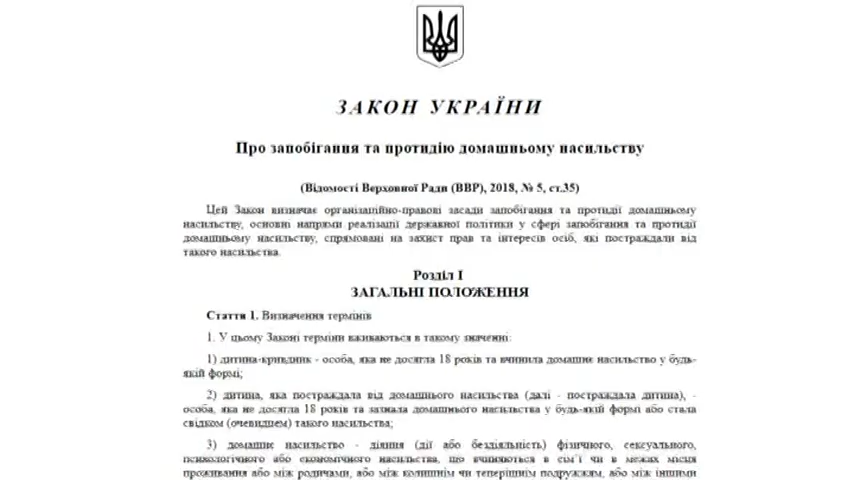 ЗАКОН УКРАЇНИ
Про запобігання та протидію домашньому насильству
(Відомості Верховної Ради (ВВР), 2018, № 5, ст.35)
Цей Закон визначає організаційно-правові засади запобігання та протидії домашньому
насильству, основні напрями реалізації державної політики у сфері запобігання та протидії
домашньому насильству, спрямовані на захист прав та інтересів осіб, які постраждали від
такого насильства.
Розділ I
ЗАГАЛЬНІ ПОЛОЖЕННЯ
Стаття 1. Визначення термінів
1. У цьому Законі терміни вживаються в такому значенні:
1) дитина-кривдник - особа, яка не досягла 18 років та вчинила домашнє насильство у будь-
якій формі;
2) дитина, яка постраждала від домашнього насильства (далі - постраждала дитина), -
особа, яка не досягла 18 років та зазнала домашнього насильства у будь-якій формі або стала
свідком (очевидцем) такого насильства;
3) домашнє насильство - діяння (дії або бездіяльність) фізичного, сексуального,
психологічного або економічного насильства, що вчиняються в сім'ї чи в межах місця
проживання або між родичами, або між колишнім чи теперішнім подружжям, або між іншими